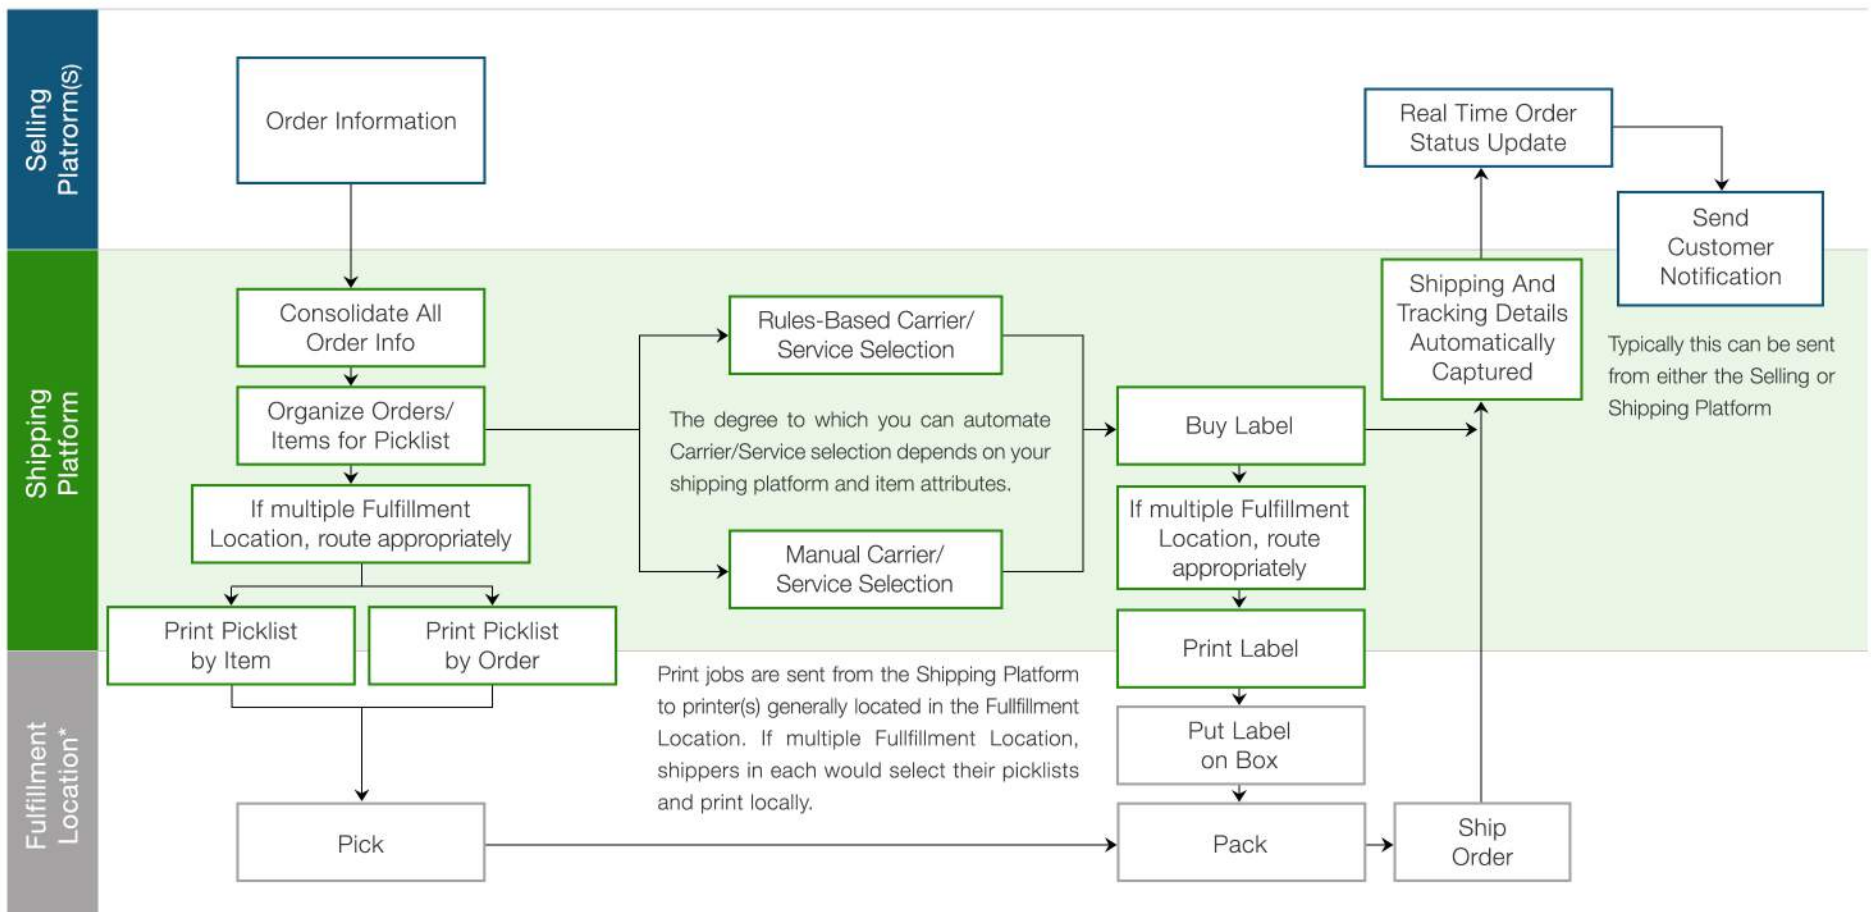 Selling
Platrorm(S)
Order Information
Real Time Order
Status Update
Send
Customer
Notification
Shipping
Platform
Consolidate All
Order Info
Organize Orders/
Items for Picklist
If multiple Fulfillment
Location, route appropriately
Print Picklist
by Item
Print Picklist
by Order
Rules-Based Carrier/
Service Selection
The degree to which you can automate
Carrier/Service selection depends on your
shipping platform and item attributes.
Manual Carrier/
Service Selection
Buy Label
If multiple Fulfillment
Location, route
appropriately
Print Label
Shipping And
Tracking Details
Automatically
Captured
Typically this can be sent
from either the Selling or
Shipping Platform
Fulfillment
Location*
Print jobs are sent from the Shipping Platform
to printer(s) generally located in the Fullfillment
Location. If multiple Fullfillment Location,
shippers in each would select their picklists
and print locally.
Put Label
on Box
Pick
Pack
Ship
Order